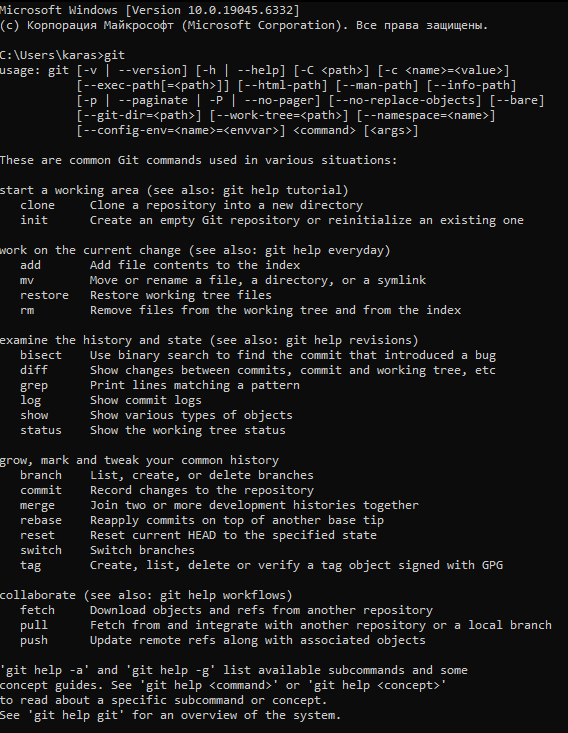 Microsoft Windows [Version 10.0.19045.6332]
(c) Корпорация Майкрософт (Microsoft Corporation). Все права защищены.

C:\Users\karas>git
usage: git [-v | --version] [-h | --help] [-C <path>] [-c <name>=<value>]
           [--exec-path[=<path>]] [--html-path] [--man-path] [--info-path]
           [-p | --paginate | -P | --no-pager] [--no-replace-objects] [--bare]
           [--git-dir=<path>] [--work-tree=<path>] [--namespace=<name>]
           [--config-env=<name>=<envvar>] <command> [<args>]

These are common Git commands used in various situations:

start a working area (see also: git help tutorial)
   clone     Clone a repository into a new directory
   init      Create an empty Git repository or reinitialize an existing one

work on the current change (see also: git help everyday)
   add       Add file contents to the index
   mv        Move or rename a file, a directory, or a symlink
   restore   Restore working tree files
   rm        Remove files from the working tree and from the index

examine the history and state (see also: git help revisions)
   bisect    Use binary search to find the commit that introduced a bug
   diff      Show changes between commits, commit and working tree, etc
   grep      Print lines matching a pattern
   log       Show commit logs
   show      Show various types of objects
   status    Show the working tree status

grow, mark and tweak your common history
   branch    List, create, or delete branches
   commit    Record changes to the repository
   merge     Join two or more development histories together
   rebase    Reapply commits on top of another base tip
   reset     Reset current HEAD to the specified state
   switch    Switch branches
   tag       Create, list, delete or verify a tag object signed with GPG

collaborate (see also: git help workflows)
   fetch     Download objects and refs from another repository
   pull      Fetch from and integrate with another repository or a local branch
   push      Update remote refs along with associated objects

'git help -a' and 'git help -g' list available subcommands and some
concept guides. See 'git help <command>' or 'git help <concept>'
to read about a specific subcommand or concept.
See 'git help git' for an overview of the system.